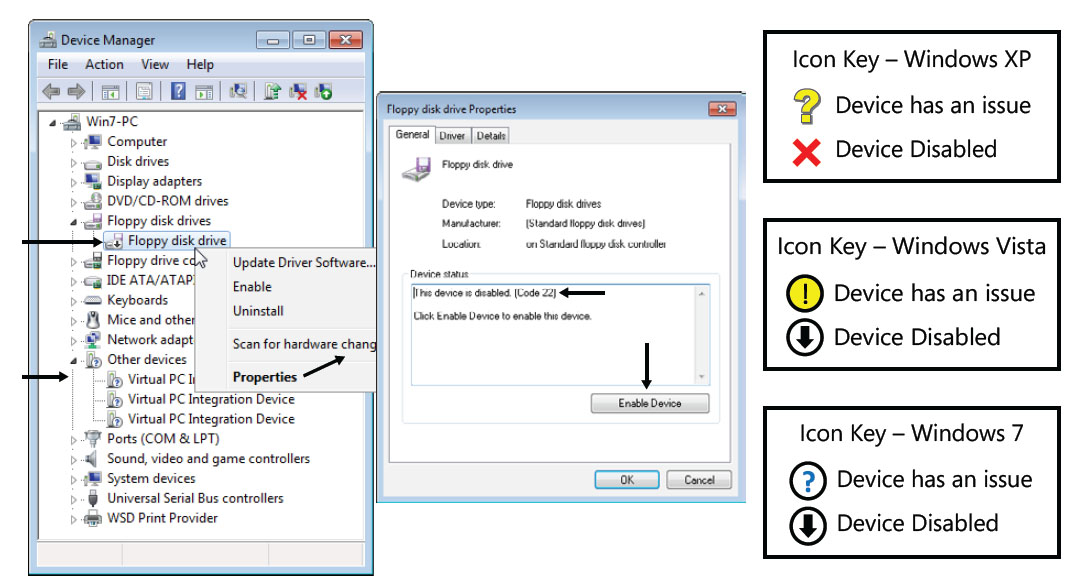 Device Manager
File Action View Help
Win7-PC
Computer
Disk drives
Display adapters
DVD/CD-ROM drives
Floppy disk drives
Floppy disk drive
Floppy drive co
IDE ATA/ATAP
Keyboards
Mice and other
Network adapt
Other devices
Virtual PC I
Virtual PC Integration Device
Virtual PC Integration Device
Ports (COM & LPT)
Sound, video and game controllers
System devices
Universal Serial Bus controllers
WSD Print Provider
Update Driver Software...
Enable
Uninstall
Scan for hardware chang
Properties
Floppy disk drive Properties
General Driver Details
Floppy disk drive
Device type: Floppy disk drives
Manufacturer: (Standard floppy disk drives)
Location: on Standard floppy disk controller
Device status
This device is disabled. (Code 22)
Click Enable Device to enable this device.
Enable Device
OK Cancel
Icon Key – Windows XP
Device has an issue
Device Disabled
Icon Key – Windows Vista
Device has an issue
Device Disabled
Icon Key – Windows 7
Device has an issue
Device Disabled